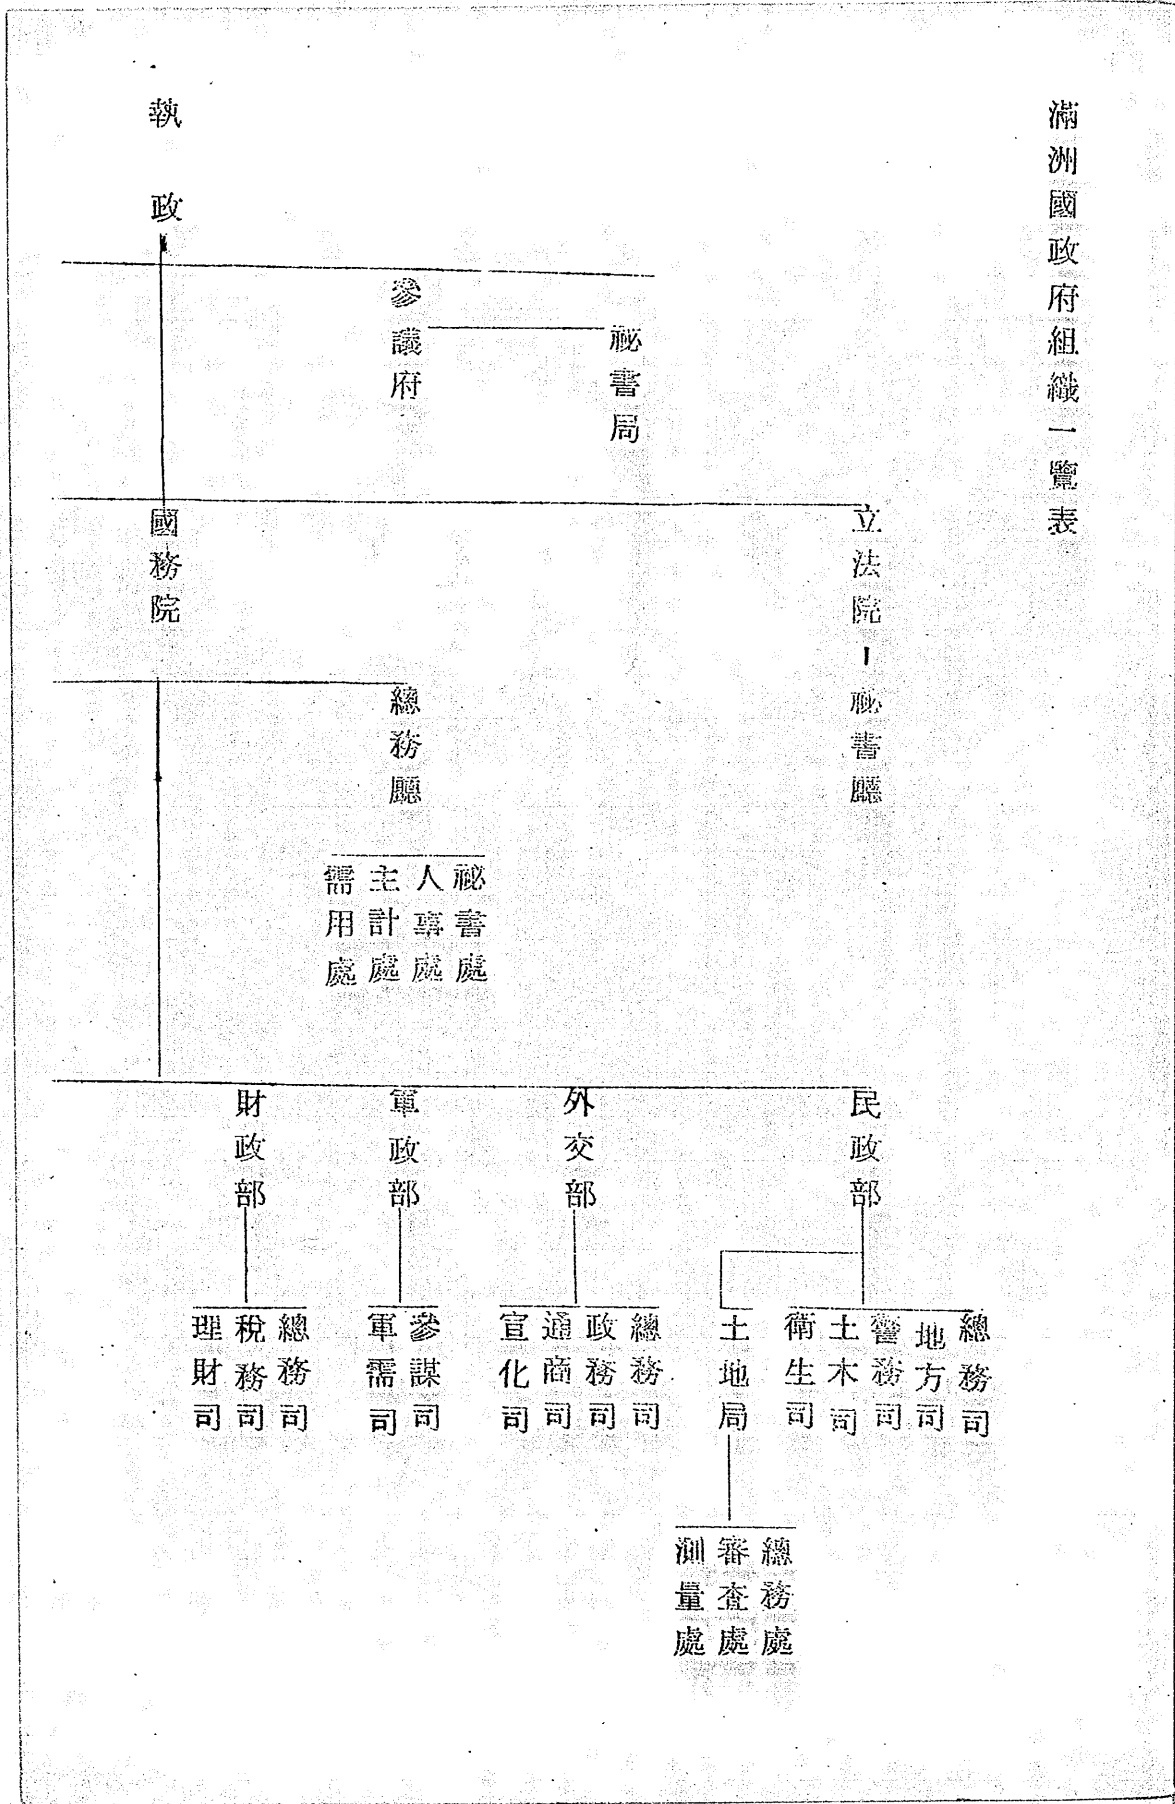 滿洲國政府組織一覽表
執政
參議府
祕書局
立法院－祕書廳
國務院
總務廳
祕書處
人事處
主計處
需用處
民政部
總務司
地方司
警務司
土木司
衛生司
土地局
總務處
審查處
測量處
外交部
總務司
政務司
通商司
宣化司
軍政部
參謀司
軍需司
財政部
總務司
稅務司
理財司